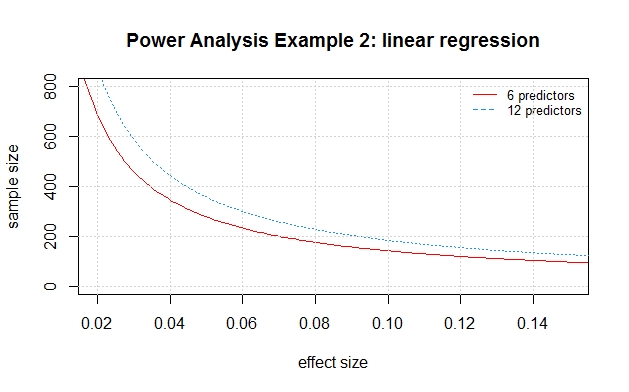 Power Analysis Example 2: linear regression
6 predictors
12 predictors
sample size
800
600
400
200
0
0.02 0.04 0.06 0.08 0.10 0.12 0.14
effect size